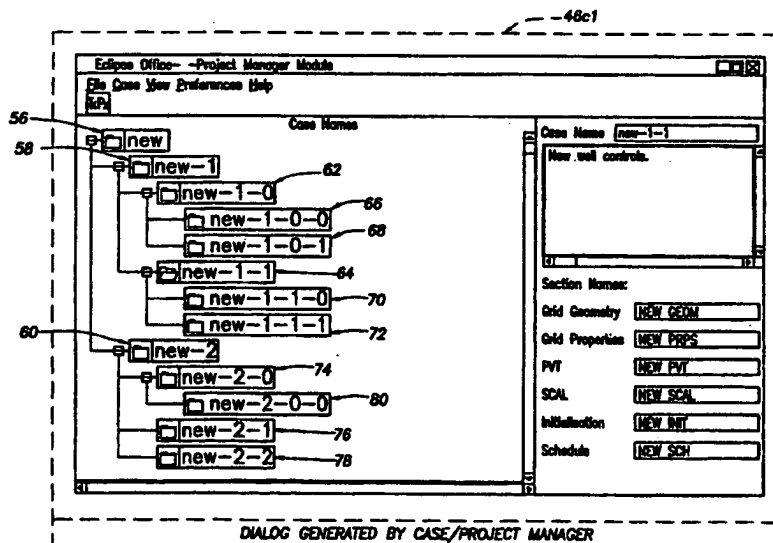 46c1
Eclipse Office- -Project Manager Module
File Case View Preferences Help
Case Names
56
new
58
new-1
62
new-1-0
66
new-1-0-0
68
new-1-0-1
64
new-1-1
70
new-1-1-0
72
new-1-1-1
60
new-2
74
new-2-0
80
new-2-0-0
76
new-2-1
78
new-2-2
Case Name new-1-1
New well controls.
Section Names:
Grid Geometry NEW GEOM
Grid Properties NEW PRPS
PVT NEW PVT
SCAL NEW SCAL
Initialisation NEW INIT
Schedule NEW SCH
DIALOG GENERATED BY CASE/PROJECT MANAGER